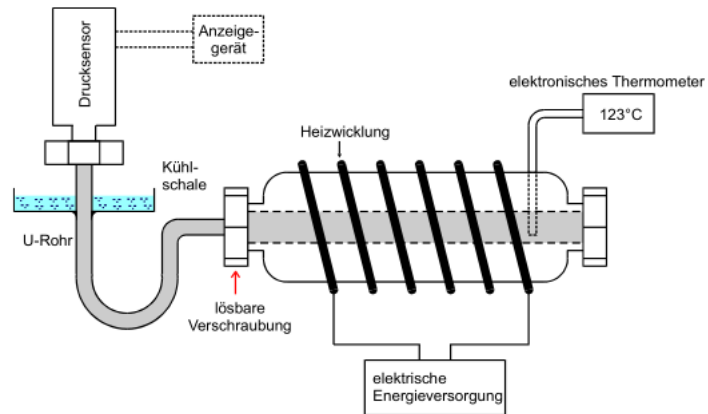 Drucksensor
Anzeige-
gerät
elektronisches Thermometer
123°C
Heizwicklung
Kühl-
schale
U-Rohr
lösbare
Verschraubung
elektrische
Energieversorgung